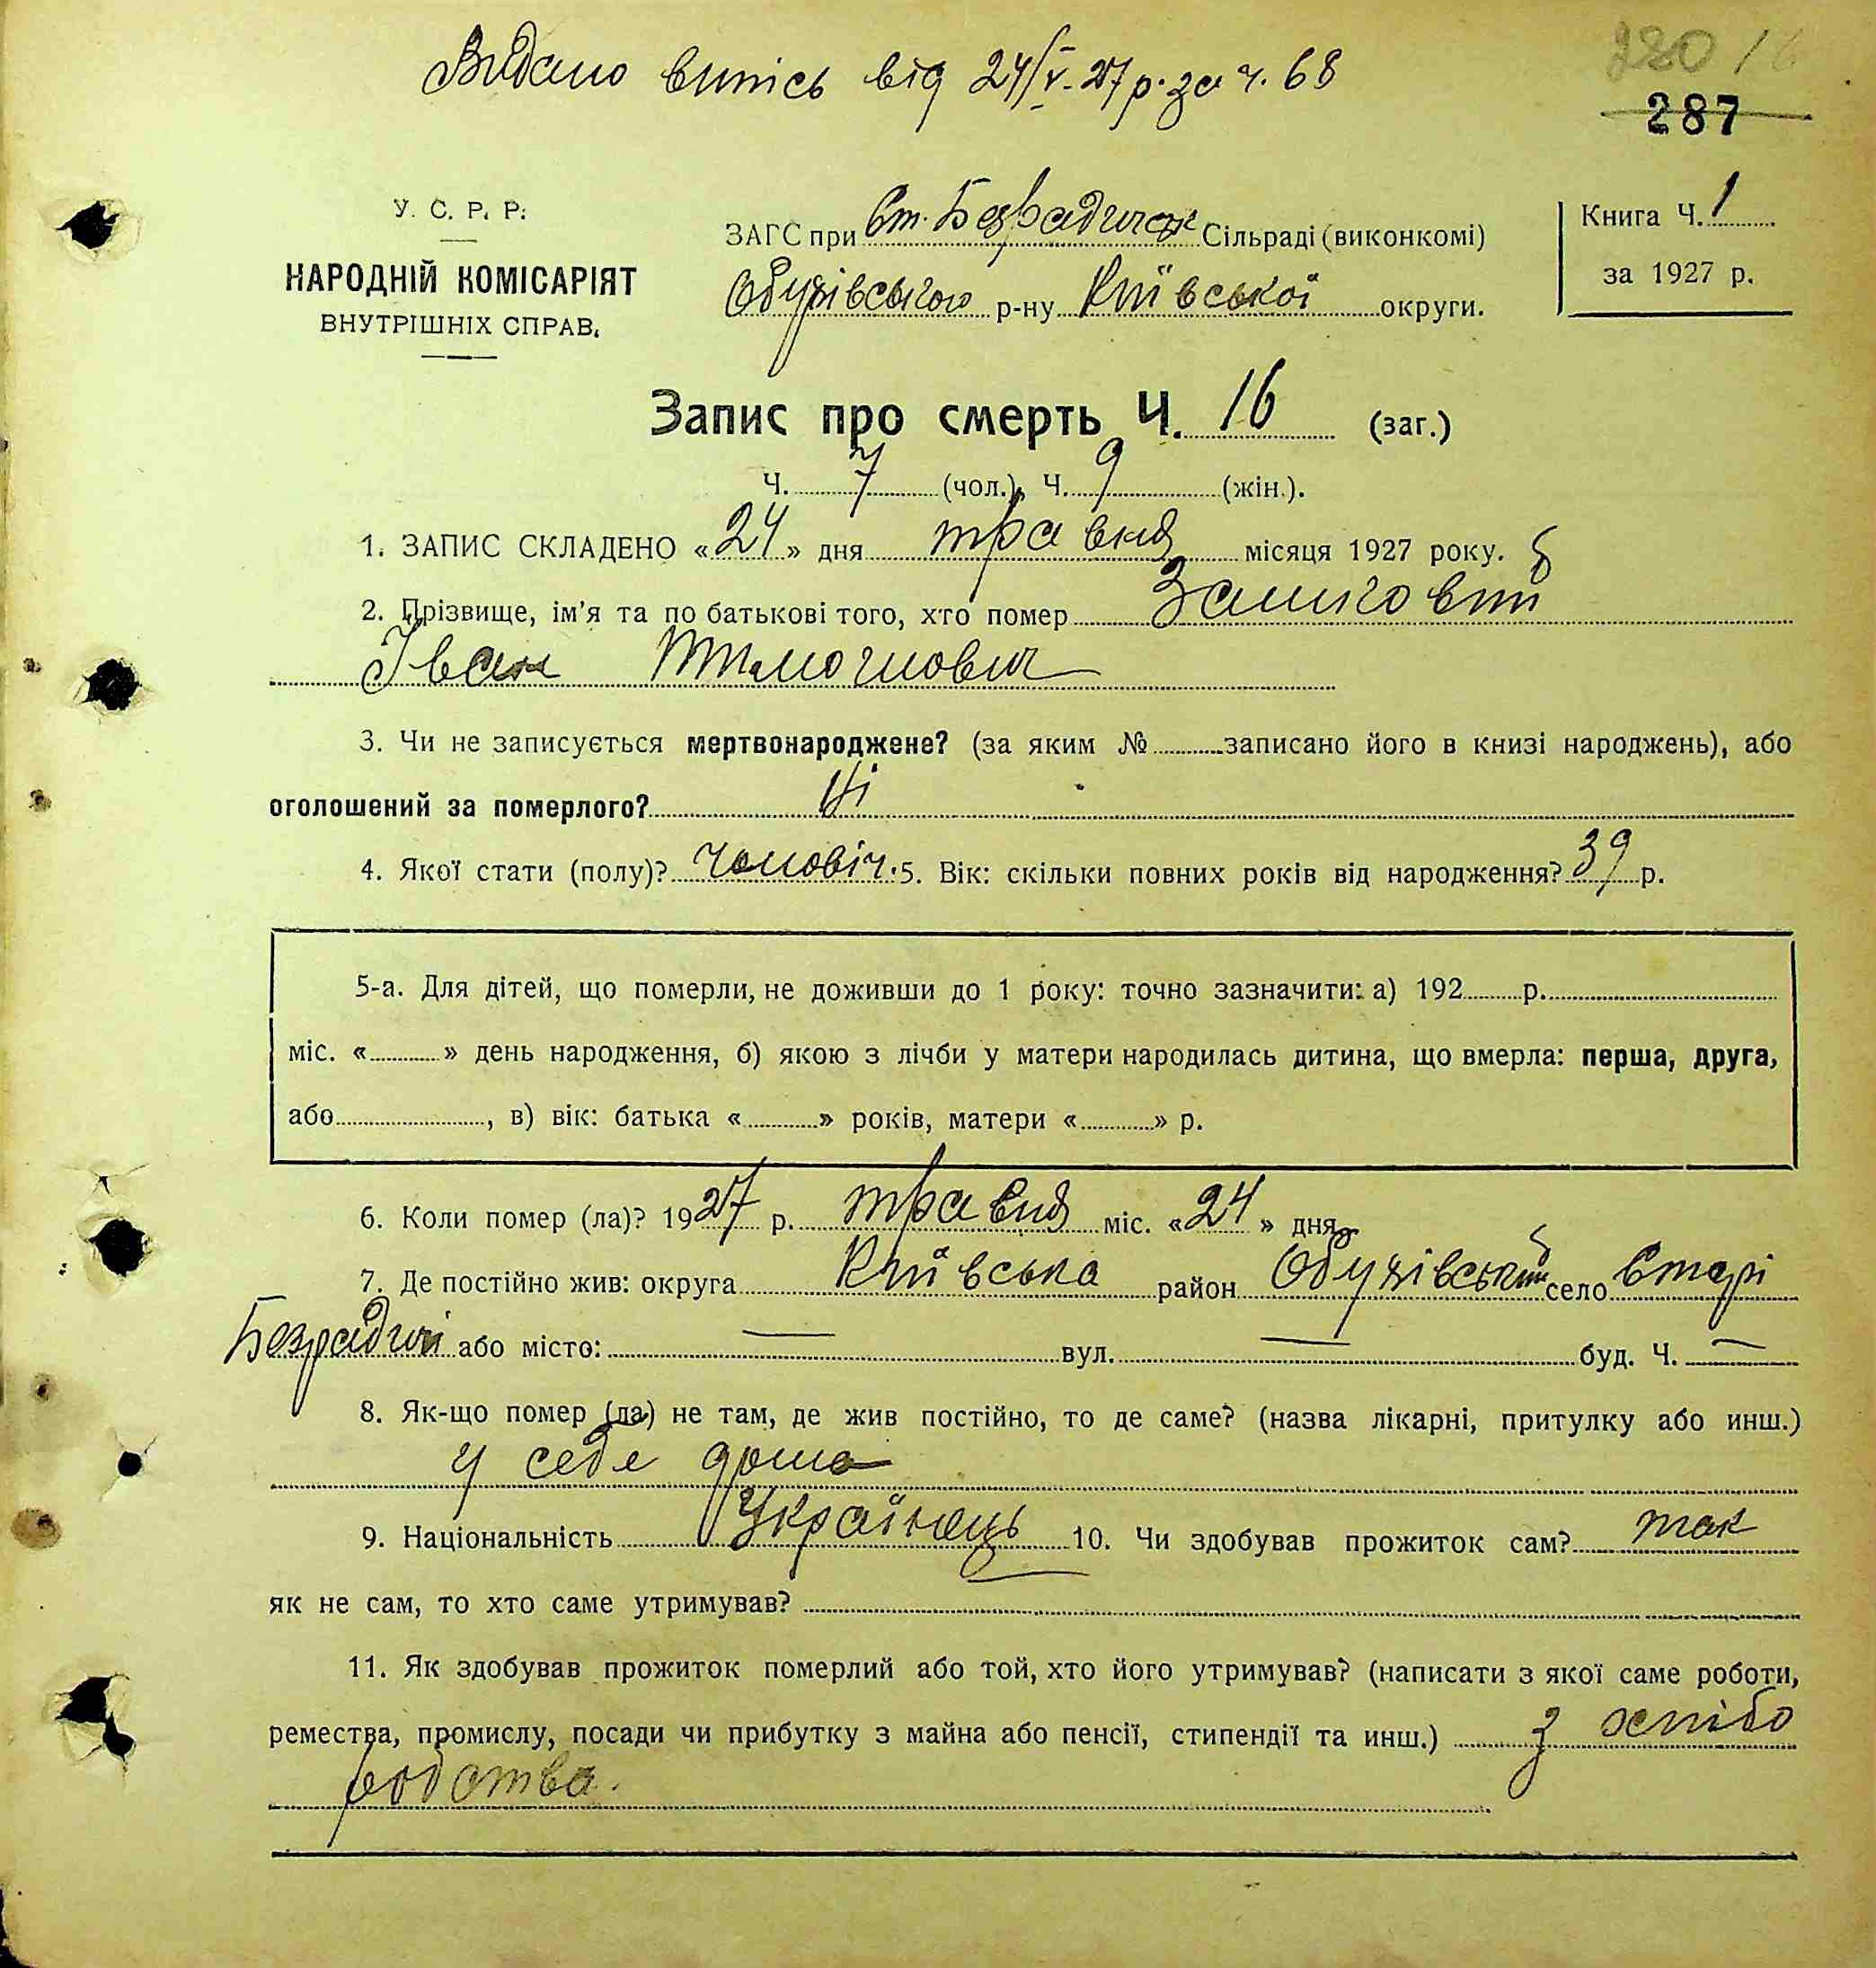 Видано витісь від 24/V-27 р. за ч. 68
280 16
287
У. С. Р. Р.
НАРОДНІЙ КОМІСАРІЯТ
ВНУТРІШНІХ СПРАВ.
ЗАГС при Ст. Безрадичск Сільраді (виконкомі)
Обухівського р-ну Київської округи.
Книга Ч. 1
за 1927 р.
Запис про смерть Ч. 16 (заг.)
Ч. 7 (чол.), Ч. 9 (жін.).
1. ЗАПИС СКЛАДЕНО «24» дня травня місяця 1927 року.
2. Прізвище, ім'я та по батькові того, хто помер
Іван Тимофійович
3. Чи не записується мертвонароджене? (за яким № записано його в книзі народжень), або
оголошений за померлого? Ні
4. Якої стати (полу)? чоловіч. 5. Вік: скільки повних років від народження? 39 р.
5-а. Для дітей, що померли, не доживши до 1 року: точно зазначити: а) 192 р.
міс. « » день народження, б) якою з лічби у матери народилась дитина, що вмерла: перша, друга,
або , в) вік: батька « » років, матери « » р.
6. Коли помер (ла)? 1927 р. травня міс. «24» дня
7. Де постійно жив: округа Київська район Обухівський село Старі
Безрадичі або місто: — вул. — буд. Ч. —
8. Як-що помер (ла) не там, де жив постійно, то де саме? (назва лікарні, притулку або инш.)
у себе дома
9. Національність Українець 10. Чи здобував прожиток сам? так
як не сам, то хто саме утримував?
11. Як здобував прожиток померлий або той, хто його утримував? (написати з якої саме роботи,
ремества, промислу, посади чи прибутку з майна або пенсії, стипендії та инш.) з хлібо
робства.